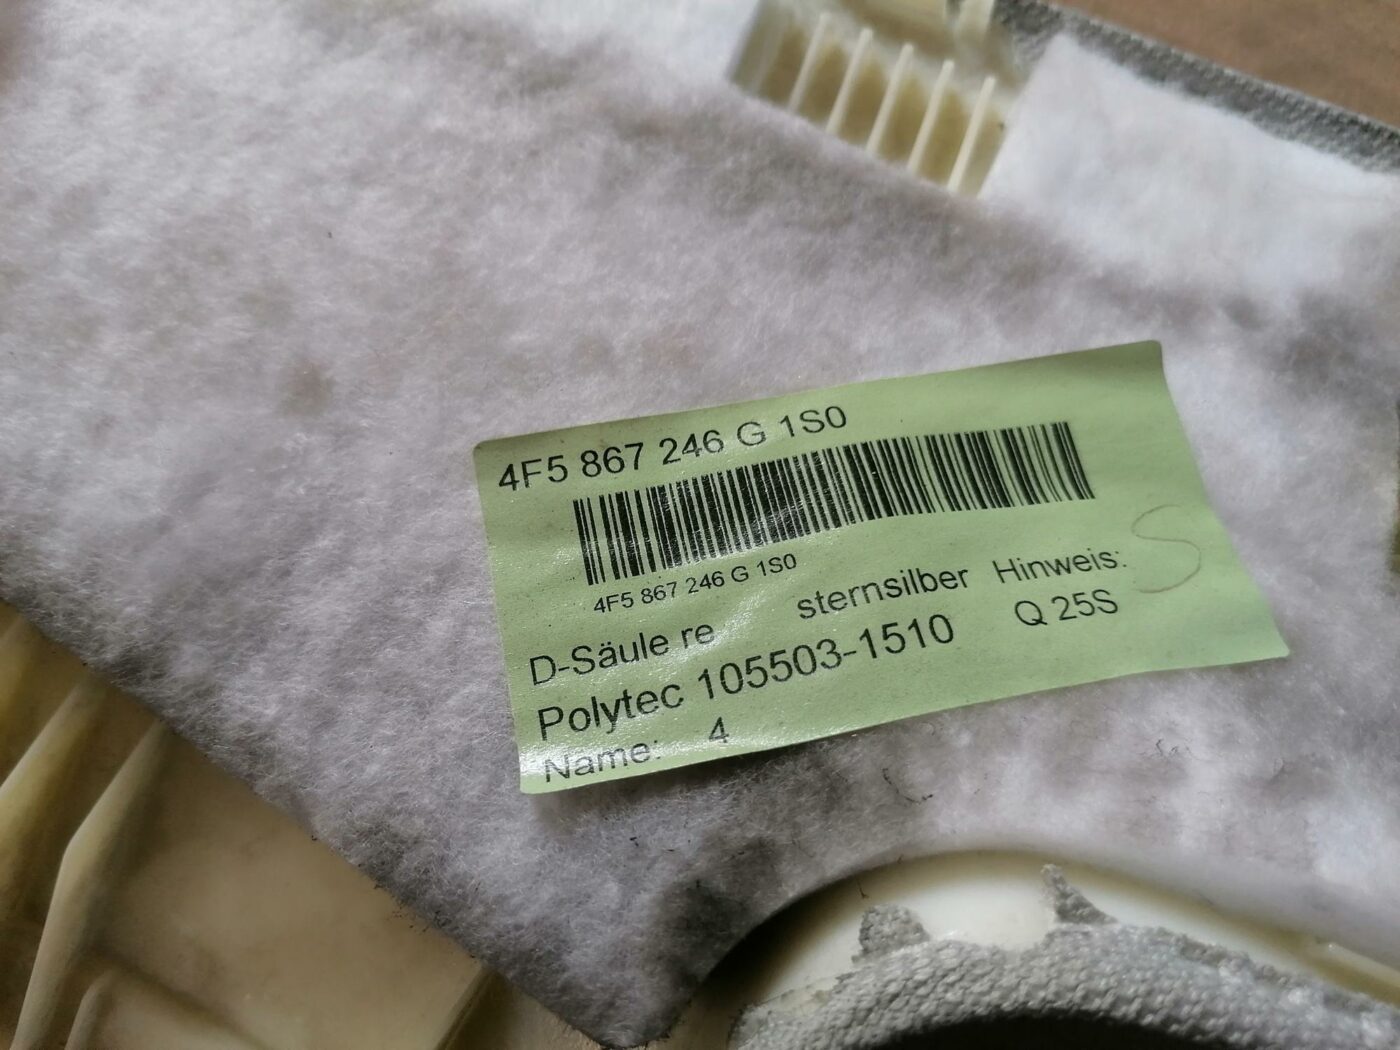 4F5 867 246 G 1S0
4F5 867 246 G 1S0
D-Säule re sternsilber Hinweis: S
Polytec 105503-1510 Q 25S
Name: 4